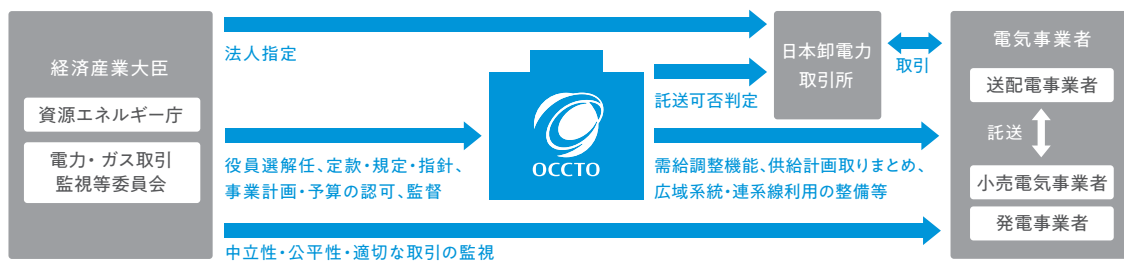 経済産業大臣
資源エネルギー庁
電力・ガス取引
監視等委員会
法人指定
役員選解任、定款・規定・指針、
事業計画・予算の認可、監督
中立性・公平性・適切な取引の監視
OCCTO
託送可否判定
需給調整機能、供給計画取りまとめ、
広域系統・連系線利用の整備等
日本卸電力
取引所
取引
電気事業者
送配電事業者
託送
小売電気事業者
発電事業者